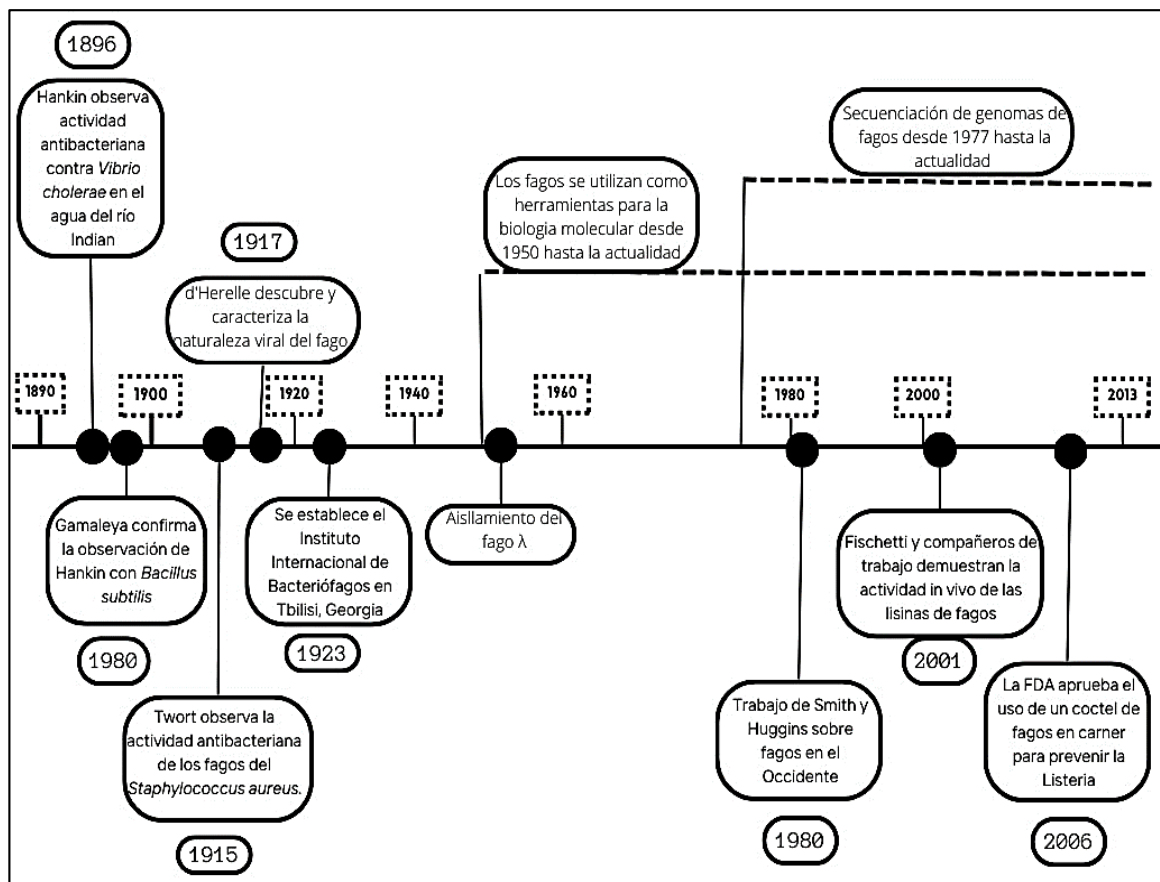 1896
Hankin observa
actividad
antibacteriana
contra Vibrio
cholerae en el
agua del río
Indian
1917
d'Herelle descubre y
caracteriza la
naturaleza viral del fago
Los fagos se utilizan como
herramientas para la
biologia molecular desde
1950 hasta la actualidad
Secuenciación de genomas de
fagos desde 1977 hasta la
actualidad
1890
1900
1920
1940
1960
1980
2000
2013
Gamaleya confirma
la observación de
Hankin con Bacillus
subtilis
1980
Twort observa la
actividad antibacteriana
de los fagos del
Staphylococcus aureus.
1915
Se establece el
Instituto
Internacional de
Bacteriófagos en
Tbilisi, Georgia
1923
Aisllamiento del
fago λ
Trabajo de Smith y
Huggins sobre
fagos en el
Occidente
1980
Fischetti y compañeros de
trabajo demuestran la
actividad in vivo de las
lisinas de fagos
2001
La FDA aprueba el
uso de un coctel de
fagos en carner
para prevenir la
Listeria
2006